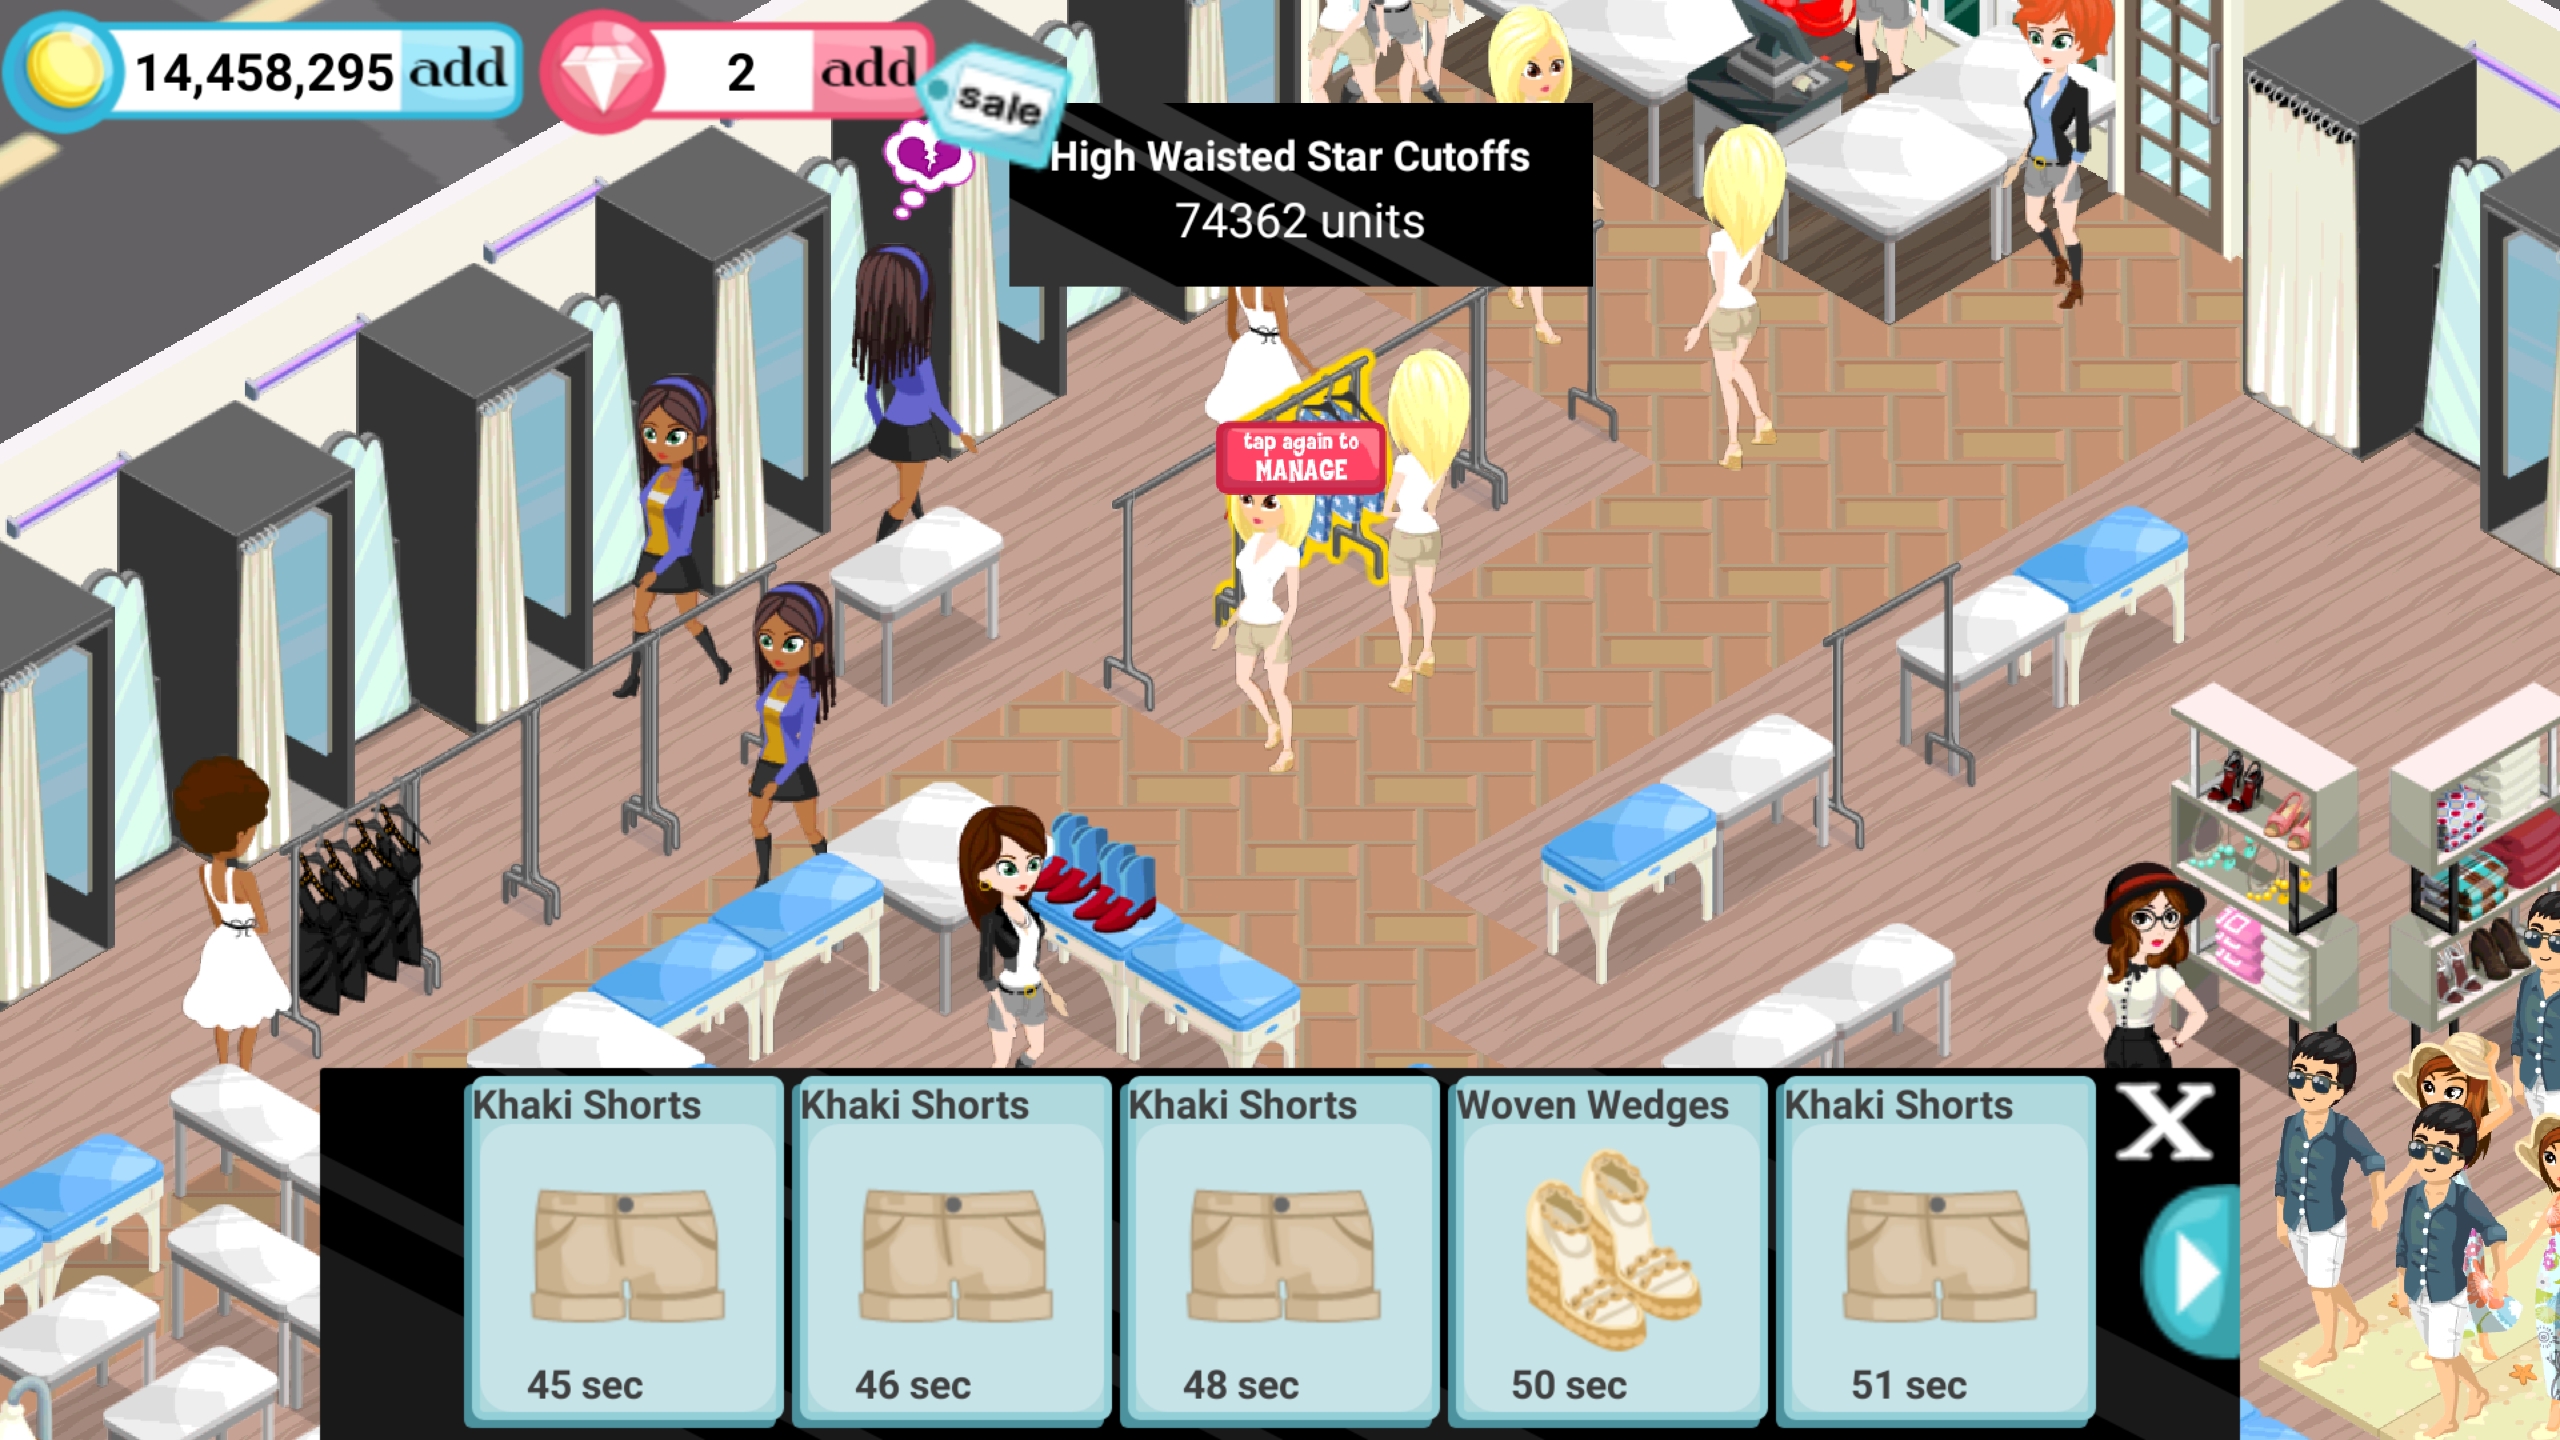 14,458,295 add
2 add
sale
High Waisted Star Cutoffs
74362 units
tap again to
MANAGE
Khaki Shorts
45 sec
Khaki Shorts
46 sec
Khaki Shorts
48 sec
Woven Wedges
50 sec
Khaki Shorts
51 sec
X
10